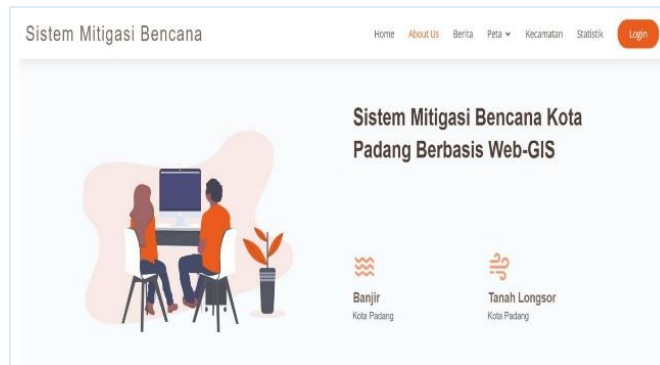 Sistem Mitigasi Bencana
Home About Us Berita Peta Kecamatan Statistik Login
Sistem Mitigasi Bencana Kota
Padang Berbasis Web-GIS
Banjir
Kota Padang
Tanah Longsor
Kota Padang